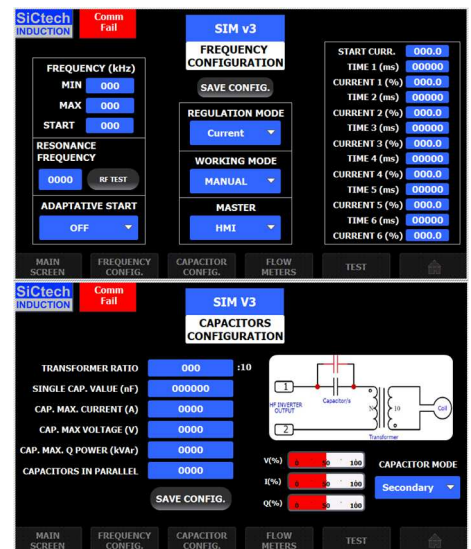 SiCtech
INDUCTION
Comm
Fail
SIM v3
FREQUENCY
CONFIGURATION
FREQUENCY (kHz)
MIN 000
MAX 000
START 000
RESONANCE
FREQUENCY
0000 RF TEST
ADAPTATIVE START
OFF
SAVE CONFIG.
REGULATION MODE
Current
WORKING MODE
MANUAL
MASTER
HMI
START CURR. 000.0
TIME 1 (ms) 00000
CURRENT 1 (%) 000.0
TIME 2 (ms) 00000
CURRENT 2 (%) 000.0
TIME 3 (ms) 00000
CURRENT 3 (%) 000.0
TIME 4 (ms) 00000
CURRENT 4 (%) 000.0
TIME 5 (ms) 00000
CURRENT 5 (%) 000.0
TIME 6 (ms) 00000
CURRENT 6 (%) 000.0
MAIN
SCREEN
FREQUENCY
CONFIG.
CAPACITOR
CONFIG.
FLOW
METERS
TEST
SiCtech
INDUCTION
Comm
Fail
SIM V3
CAPACITORS
CONFIGURATION
TRANSFORMER RATIO 000 :10
SINGLE CAP. VALUE (nF) 000000
CAP. MAX. CURRENT (A) 0000
CAP. MAX VOLTAGE (V) 0000
CAP. MAX. Q POWER (kVAr) 0000
CAPACITORS IN PARALLEL 0000
SAVE CONFIG.
1
Capacitor/s
HF INVERTER
OUTPUT
2
N
10
Coil
Transformer
V(%) 0 50 100
I(%) 0 50 100
Q(%) 0 50 100
CAPACITOR MODE
Secondary
MAIN
SCREEN
FREQUENCY
CONFIG.
CAPACITOR
CONFIG.
FLOW
METERS
TEST